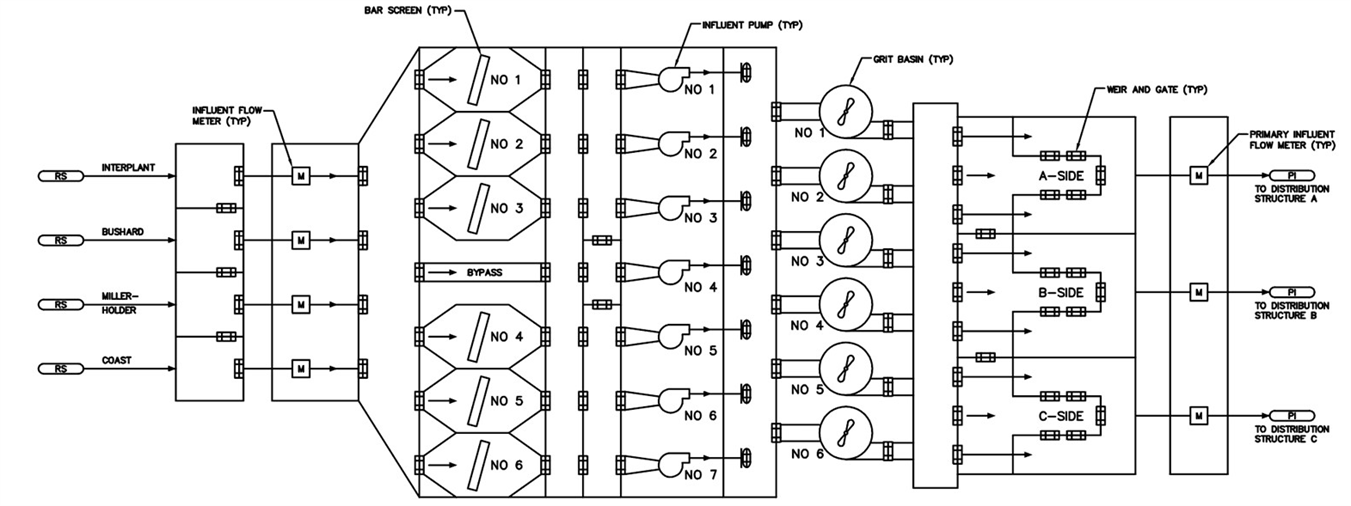 BAR SCREEN (TYP)
INFLUENT PUMP (TYP)
GRIT BASIN (TYP)
WEIR AND GATE (TYP)
INFLUENT FLOW
METER (TYP)
PRIMARY INFLUENT
FLOW METER (TYP)
RS
INTERPLANT
RS
BUSHARD
RS
MILLER-
HOLDER
RS
COAST
M
M
M
M
NO 1
NO 2
NO 3
BYPASS
NO 4
NO 5
NO 6
NO 1
NO 2
NO 3
NO 4
NO 5
NO 6
NO 7
NO 1
NO 2
NO 3
NO 4
NO 5
NO 6
A-SIDE
B-SIDE
C-SIDE
M
M
M
PI
TO DISTRIBUTION
STRUCTURE A
PI
TO DISTRIBUTION
STRUCTURE B
PI
TO DISTRIBUTION
STRUCTURE C